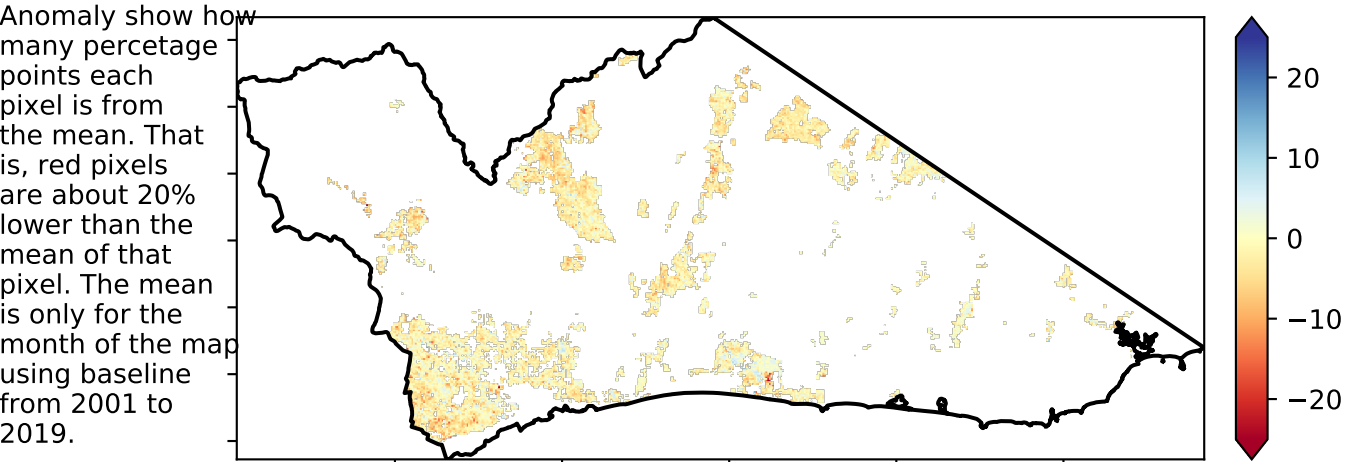 Anomaly show how
many percetage
points each
pixel is from
the mean. That
is, red pixels
are about 20%
lower than the
mean of that
pixel. The mean
is only for the
month of the map
using baseline
from 2001 to
2019.
20
10
0
−10
−20